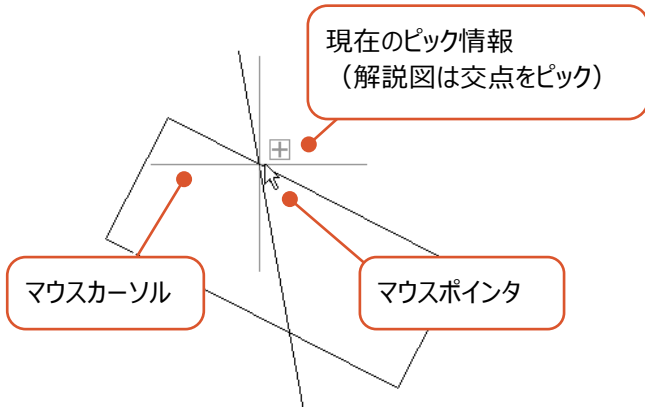 現在のピック情報
（解説図は交点をピック）
マウスカーソル
マウスポインタ